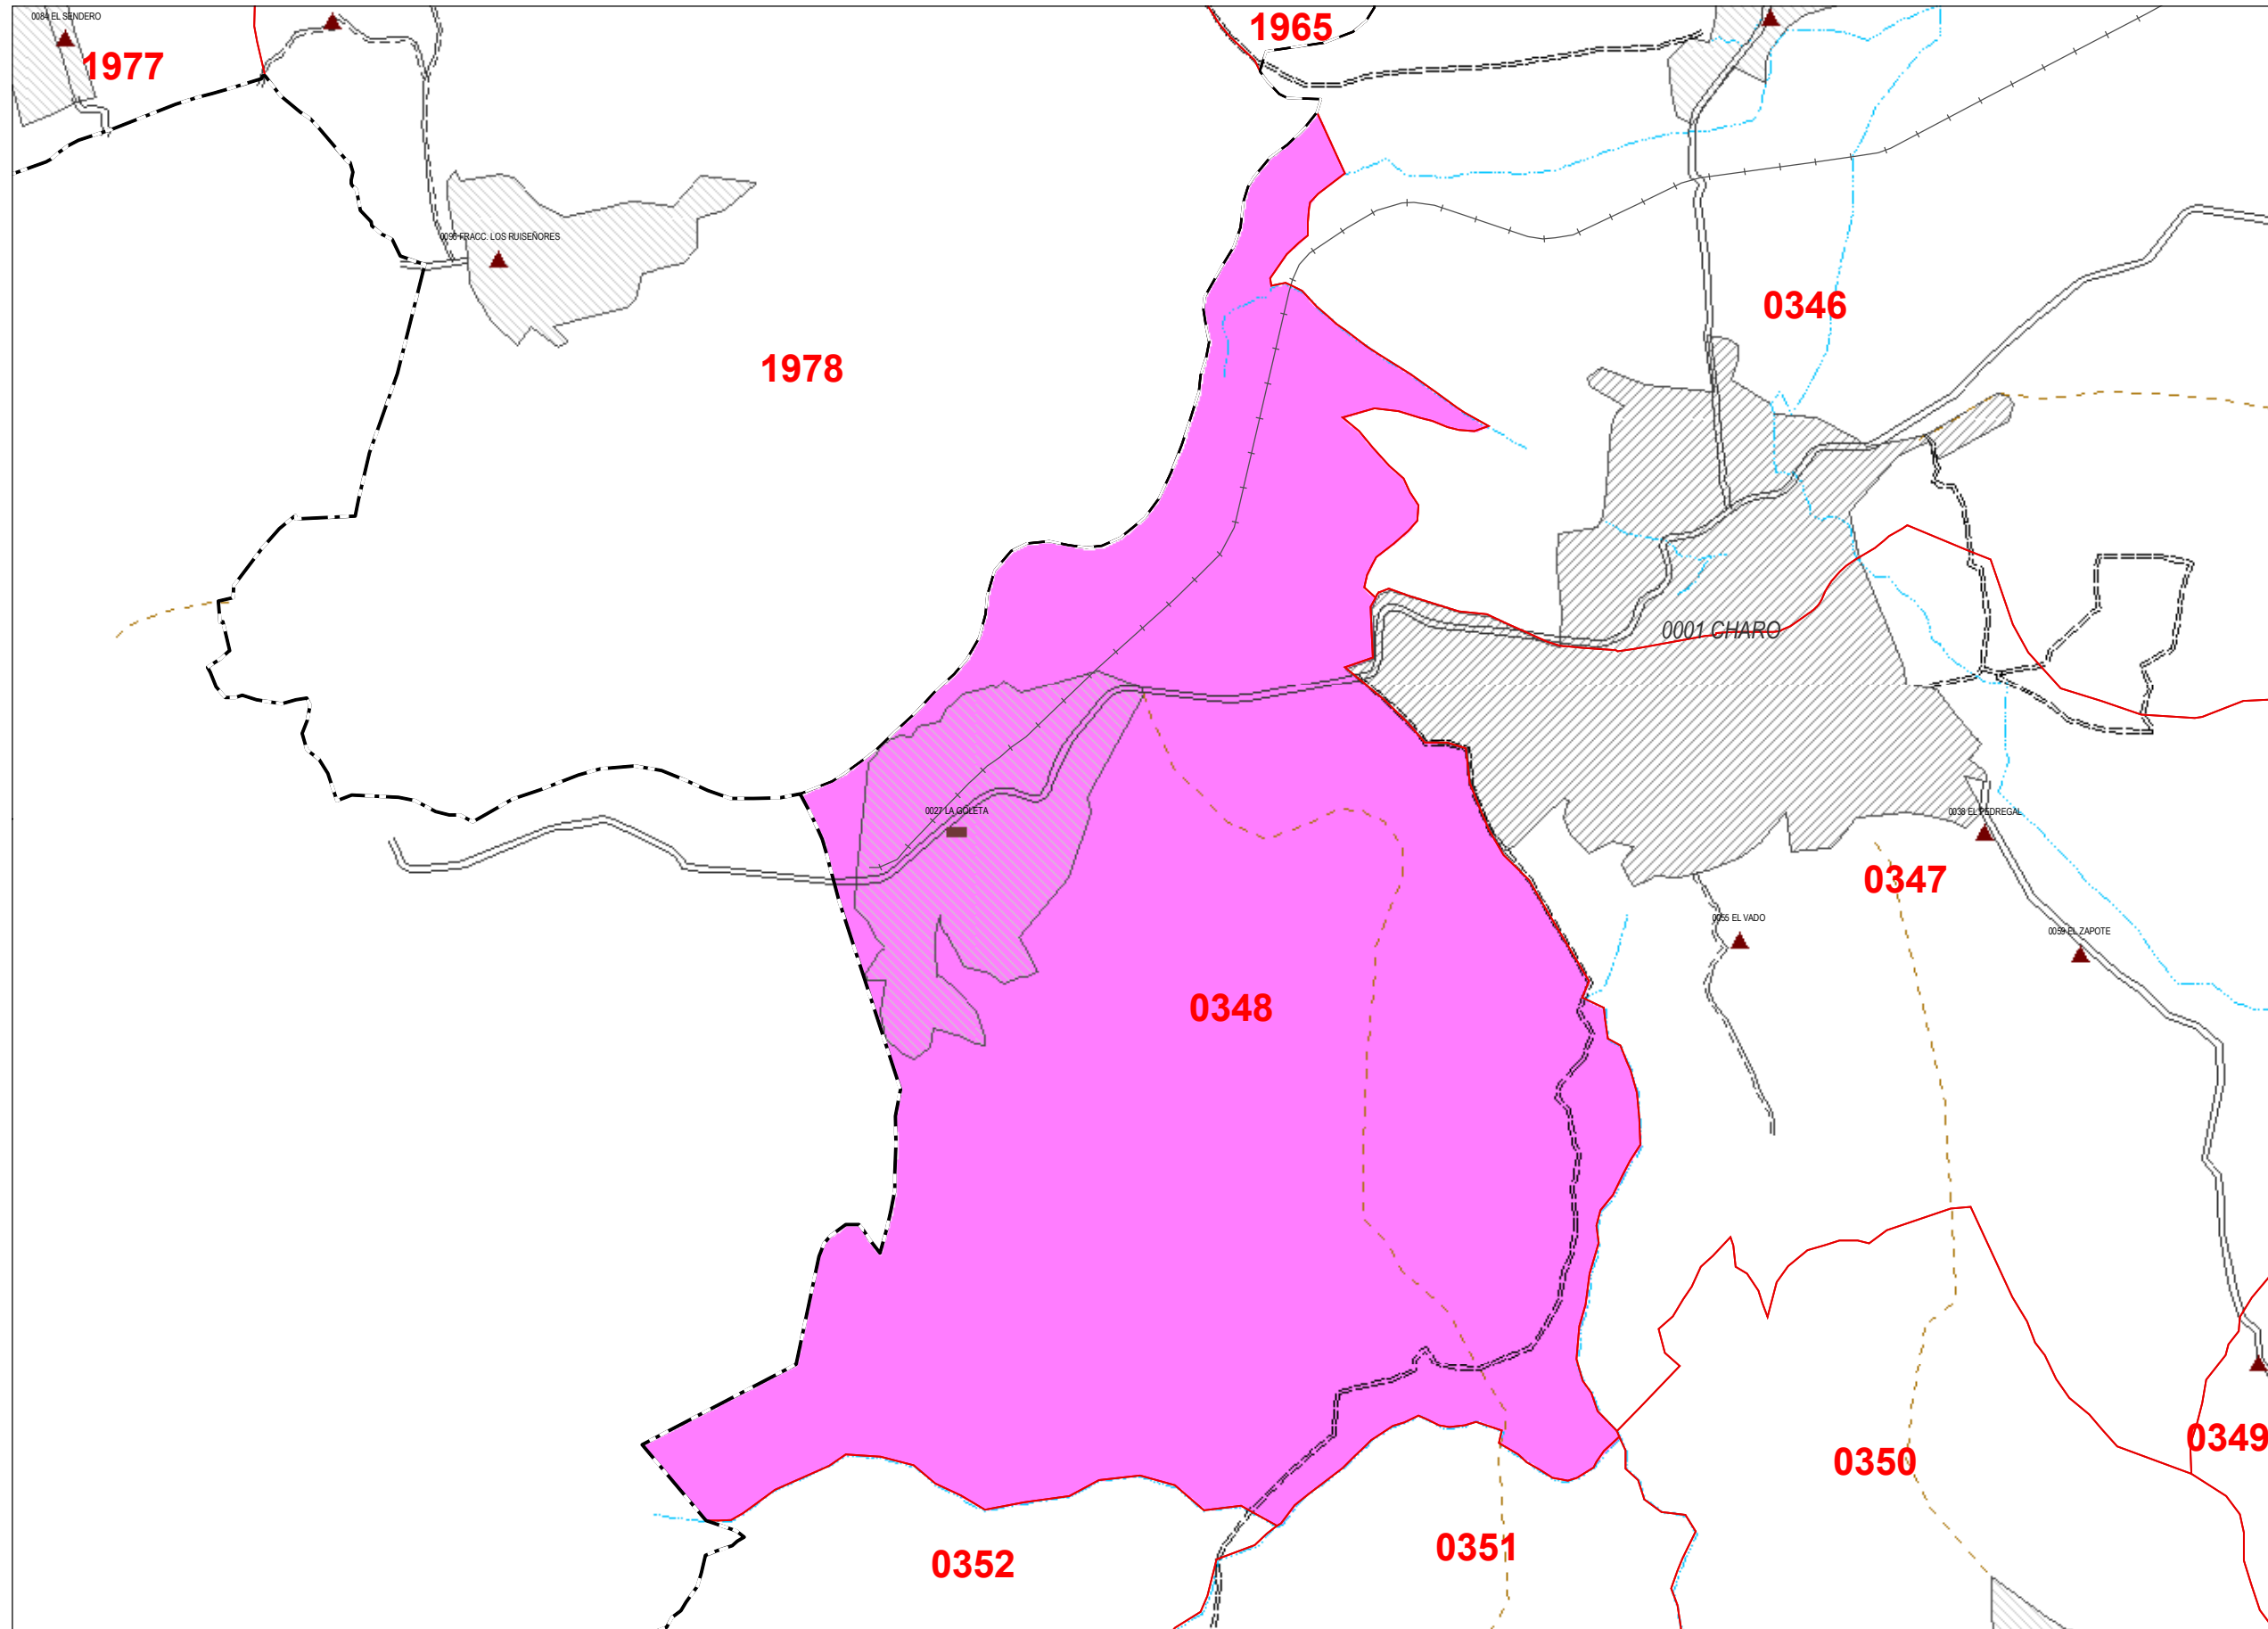 0084 EL SENDERO
1977
1965
0095 FRACC. LOS RUISEÑORES
0346
1978
0001 CHARO
0027 LA GOLETA
0038 EL PEDREGAL
0347
0055 EL VADO
0059 EL ZAPOTE
0348
0349
0350
0351
0352